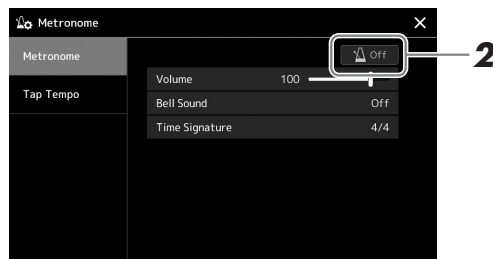 Metronome
Metronome
Off
2
Volume 100
Tap Tempo
Bell Sound Off
Time Signature 4/4